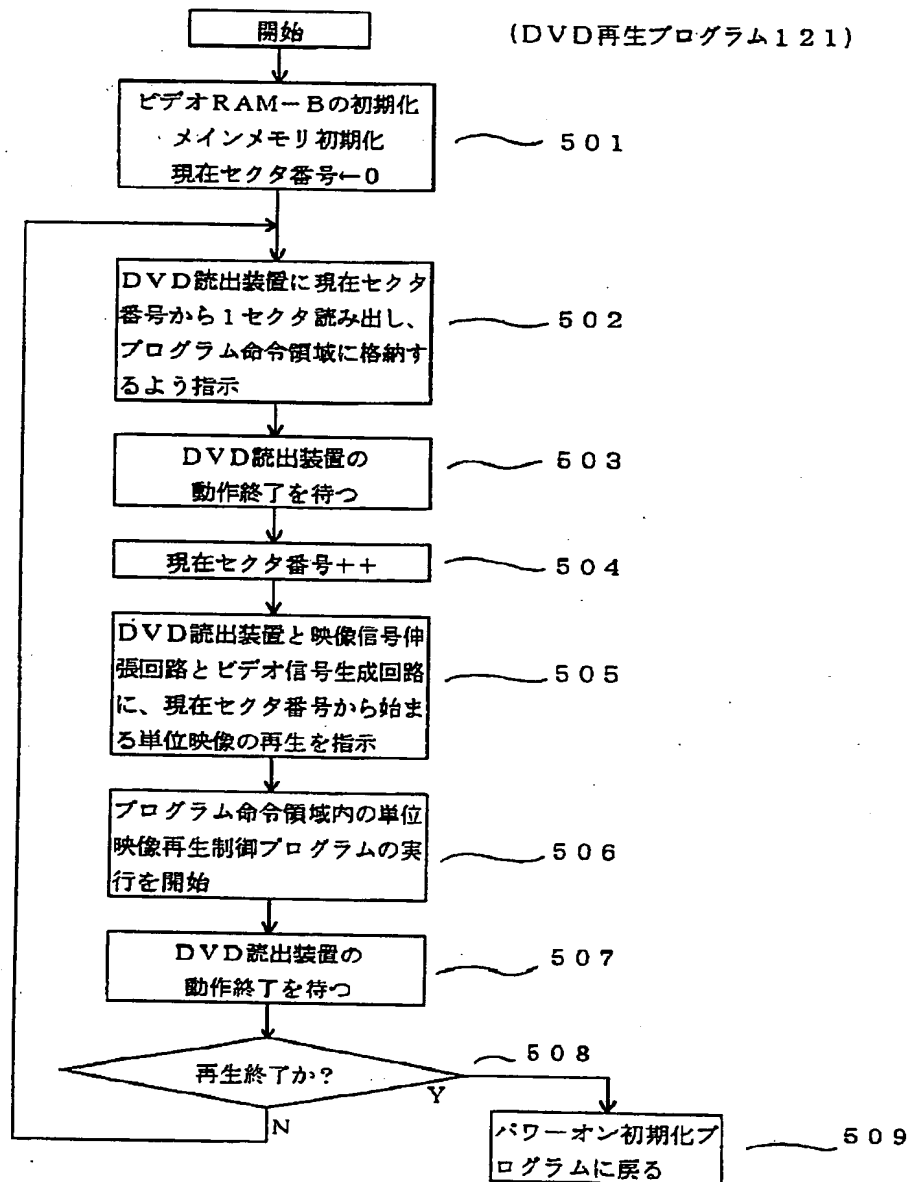 開始
(DVD再生プログラム121)
ビデオRAM-Bの初期化
メインメモリ初期化
現在セクタ番号←0
501
DVD読出装置に現在セクタ
番号から1セクタ読み出し、
プログラム命令領域に格納す
るよう指示
502
DVD読出装置の
動作終了を待つ
503
現在セクタ番号++
504
DVD読出装置と映像信号伸
張回路とビデオ信号生成回路
に、現在セクタ番号から始ま
る単位映像の再生を指示
505
プログラム命令領域内の単位
映像再生制御プログラムの実
行を開始
506
DVD読出装置の
動作終了を待つ
507
再生終了か?
508
Y
N
パワーオン初期化プ
ログラムに戻る
509